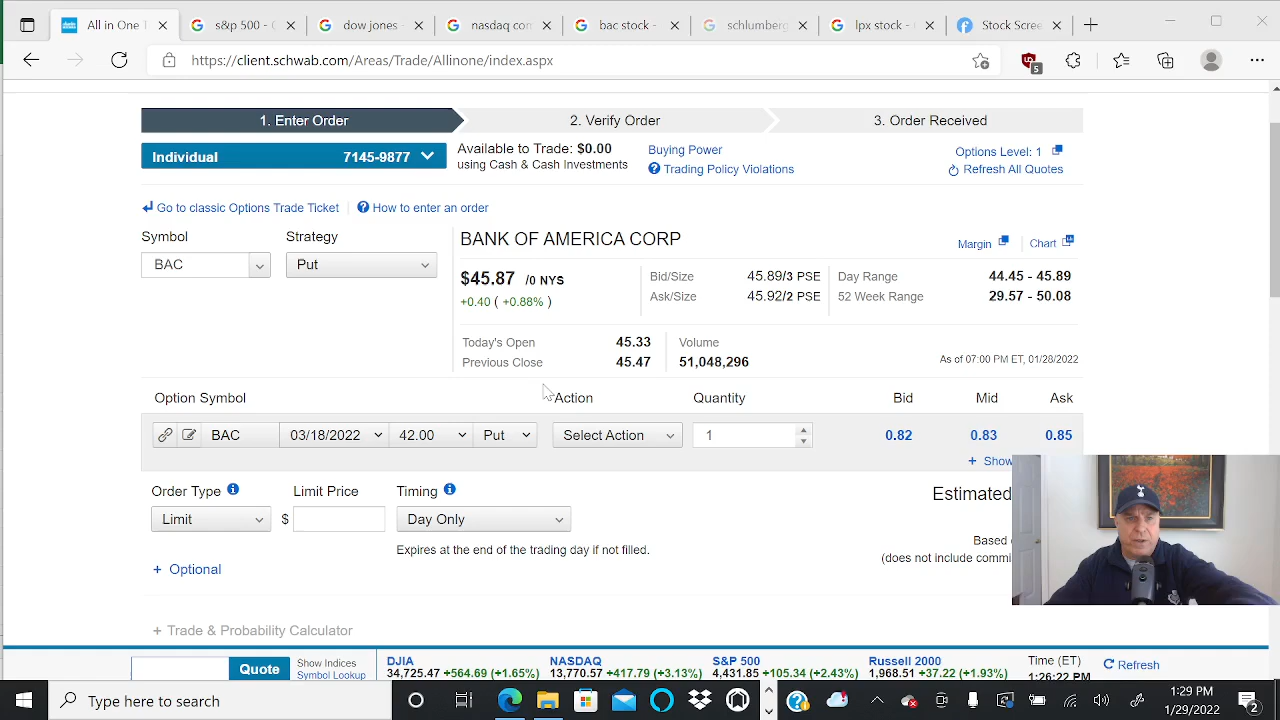 All in One T
s&p 500 - G
dow jones -
nasdaq com
bac stock -
schlumberg
lpx stock -
Stock Scree
https://client.schwab.com/Areas/Trade/Allinone/index.aspx
5
1. Enter Order
2. Verify Order
3. Order Received
Individual 7145-9877
Available to Trade: $0.00
using Cash & Cash Investments
Buying Power
Trading Policy Violations
Options Level: 1
Refresh All Quotes
Go to classic Options Trade Ticket
How to enter an order
Symbol Strategy
BAC Put
BANK OF AMERICA CORP
Margin Chart
$45.87 /0 NYS
+0.40 ( +0.88% )
Bid/Size 45.89/3 PSE
Ask/Size 45.92/2 PSE
Day Range 44.45 - 45.89
52 Week Range 29.57 - 50.08
Today's Open 45.33
Previous Close 45.47
Volume
51,048,296
As of 07:00 PM ET, 01/28/2022
Option Symbol Action Quantity Bid Mid Ask
BAC 03/18/2022 42.00 Put Select Action 1 0.82 0.83 0.85
+ Show
Order Type Limit Price Timing
Limit $ Day Only
Expires at the end of the trading day if not filled.
Estimated
Based
(does not include commi
+ Optional
+ Trade & Probability Calculator
Quote
Show Indices
Symbol Lookup
DJIA
34,725.47 +564.69 (+1.65%)
NASDAQ
13,770.57 +417.79 (+3.13%)
S&P 500
4,431.85 +105.34 (+2.43%)
Russell 2000
1,968.51 +37.22 (+1.93%)
Time (ET)
1:26:22 PM
Refresh
Type here to search
1:29 PM
1/29/2022
2